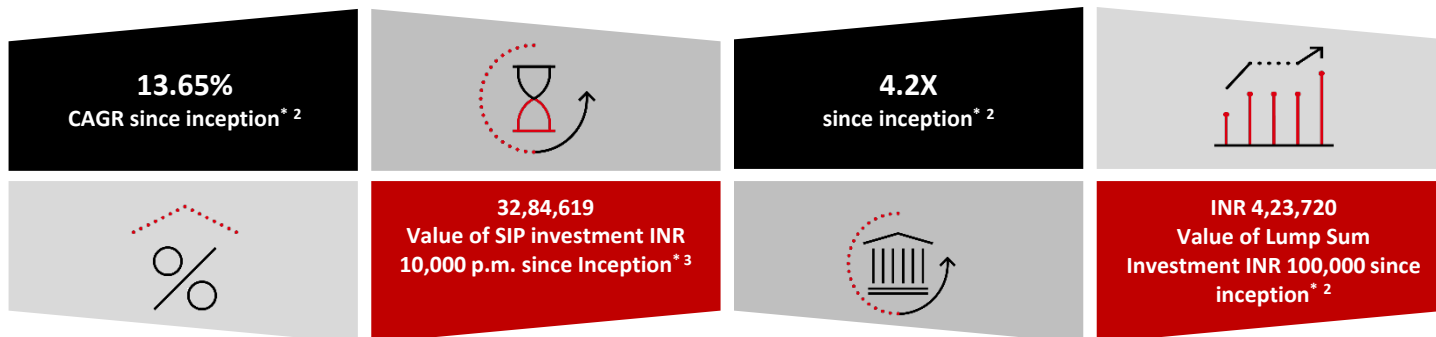 13.65%
CAGR since inception* 2
4.2X
since inception* 2
32,84,619
Value of SIP investment INR
10,000 p.m. since Inception* 3
INR 4,23,720
Value of Lump Sum
Investment INR 100,000 since
inception* 2